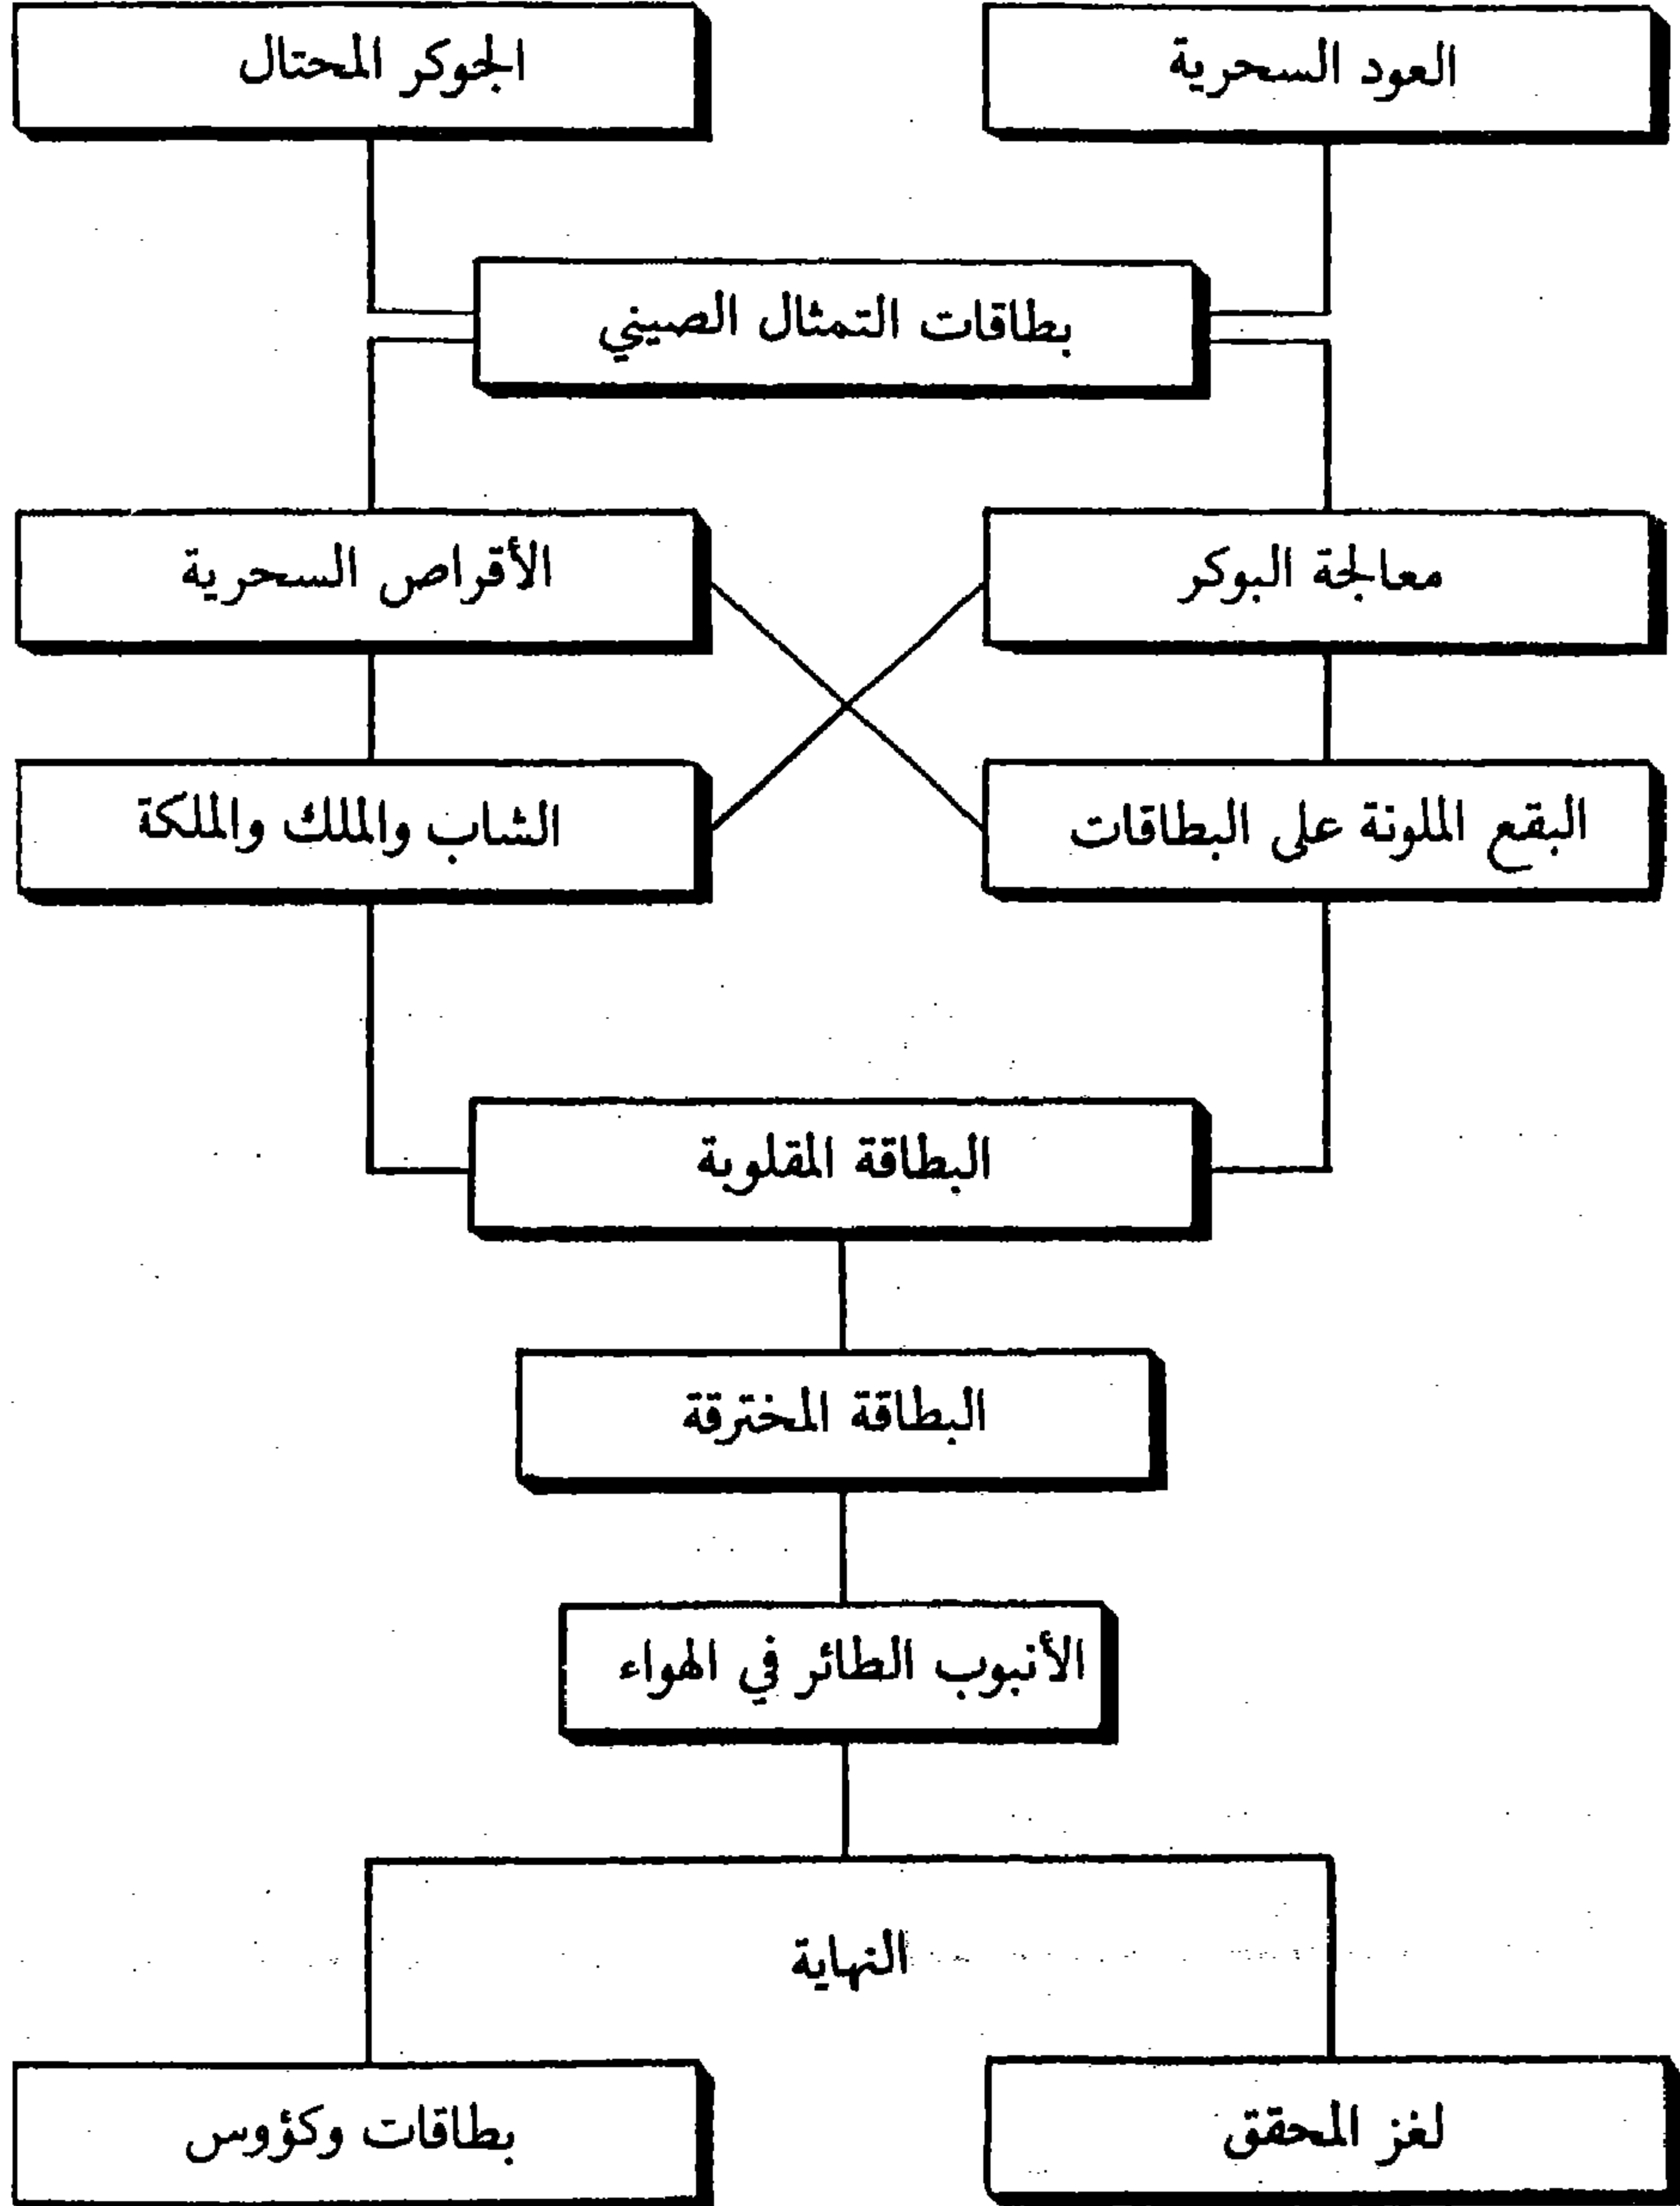 العود السحرية
الجوكر المحتال
بطاقات التمثال الصيني
معالجة البوكر
الأقراص السحرية
البقع الملونة على البطاقات
الشاب والملك والملكة
البطاقة المقلوبة
البطاقة المخترقة
الأنبوب الطائر في الهواء
النهاية
لغز المحقق
بطاقات وكؤوس